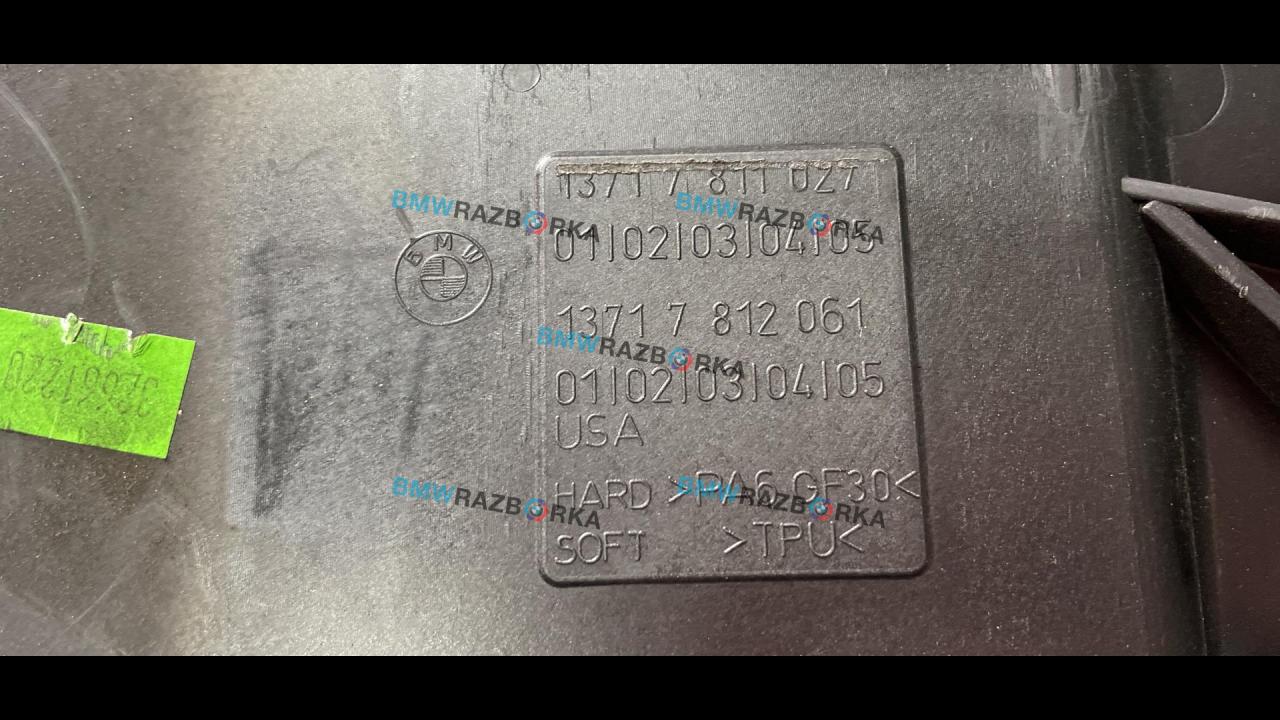 1371 7 811 027
01|02|03|04|05
1371 7 812 061
01|02|03|04|05
USA
HARD >PA6 GF30<
SOFT >TPU<
BMW
BMWRAZBORKA
BMWRAZBORKA
BMWRAZBORKA
BMWRAZBORKA
BMWRAZBORKA